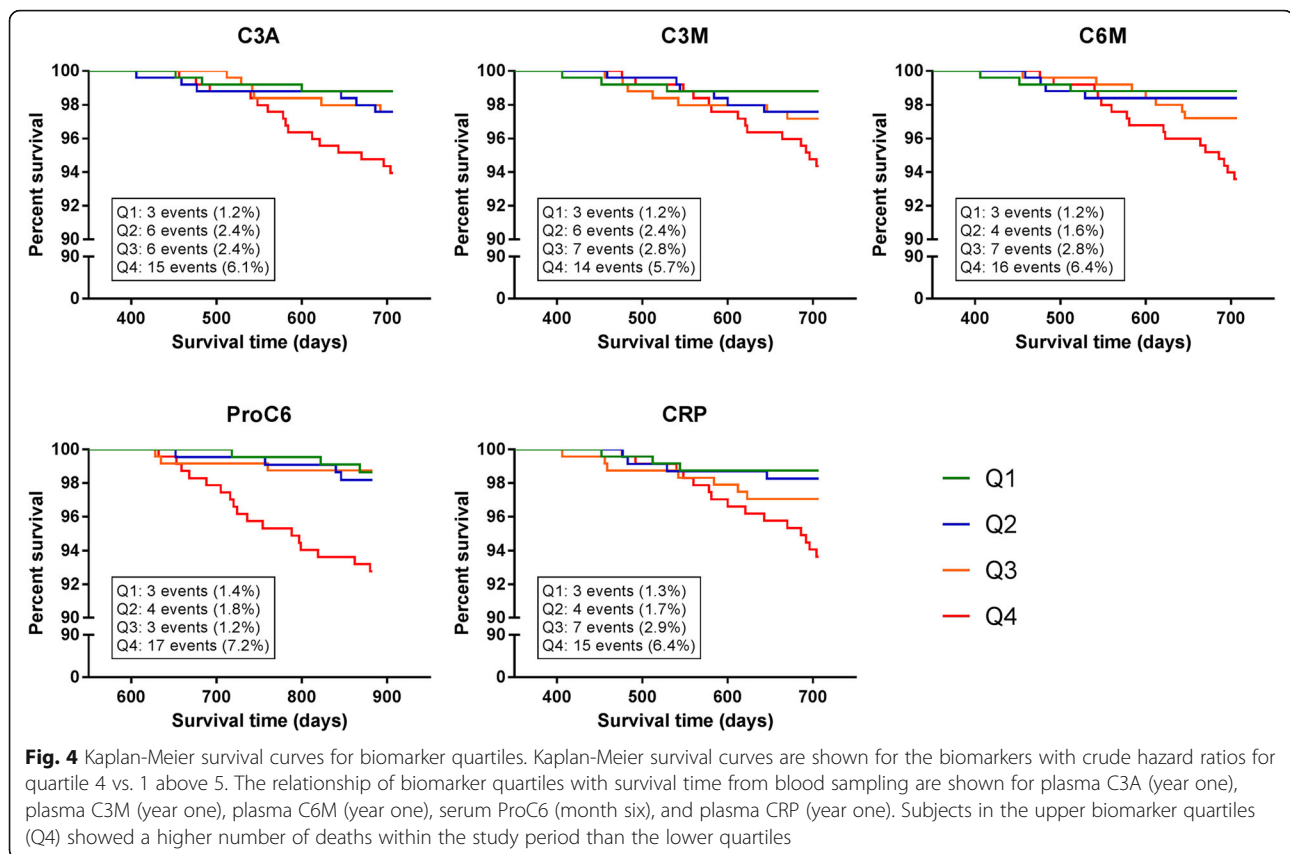 C3A
Percent survival
100
98
96
94
92
90
90
0
Q1: 3 events (1.2%)
Q2: 6 events (2.4%)
Q3: 6 events (2.4%)
Q4: 15 events (6.1%)
400 500 600 700
Survival time (days)
C3M
Percent survival
100
98
96
94
92
90
90
0
Q1: 3 events (1.2%)
Q2: 6 events (2.4%)
Q3: 7 events (2.8%)
Q4: 14 events (5.7%)
400 500 600 700
Survival time (days)
C6M
Percent survival
100
98
96
94
92
90
90
0
Q1: 3 events (1.2%)
Q2: 4 events (1.6%)
Q3: 7 events (2.8%)
Q4: 16 events (6.4%)
400 500 600 700
Survival time (days)
ProC6
Percent survival
100
98
96
94
92
90
90
0
Q1: 3 events (1.4%)
Q2: 4 events (1.8%)
Q3: 3 events (1.2%)
Q4: 17 events (7.2%)
600 700 800 900
Survival time (days)
CRP
Percent survival
100
98
96
94
92
90
90
0
Q1: 3 events (1.3%)
Q2: 4 events (1.7%)
Q3: 7 events (2.9%)
Q4: 15 events (6.4%)
400 500 600 700
Survival time (days)
Q1
Q2
Q3
Q4
Fig. 4 Kaplan-Meier survival curves for biomarker quartiles. Kaplan-Meier survival curves are shown for the biomarkers with crude hazard ratios for
quartile 4 vs. 1 above 5. The relationship of biomarker quartiles with survival time from blood sampling are shown for plasma C3A (year one),
plasma C3M (year one), plasma C6M (year one), serum ProC6 (month six), and plasma CRP (year one). Subjects in the upper biomarker quartiles
(Q4) showed a higher number of deaths within the study period than the lower quartiles